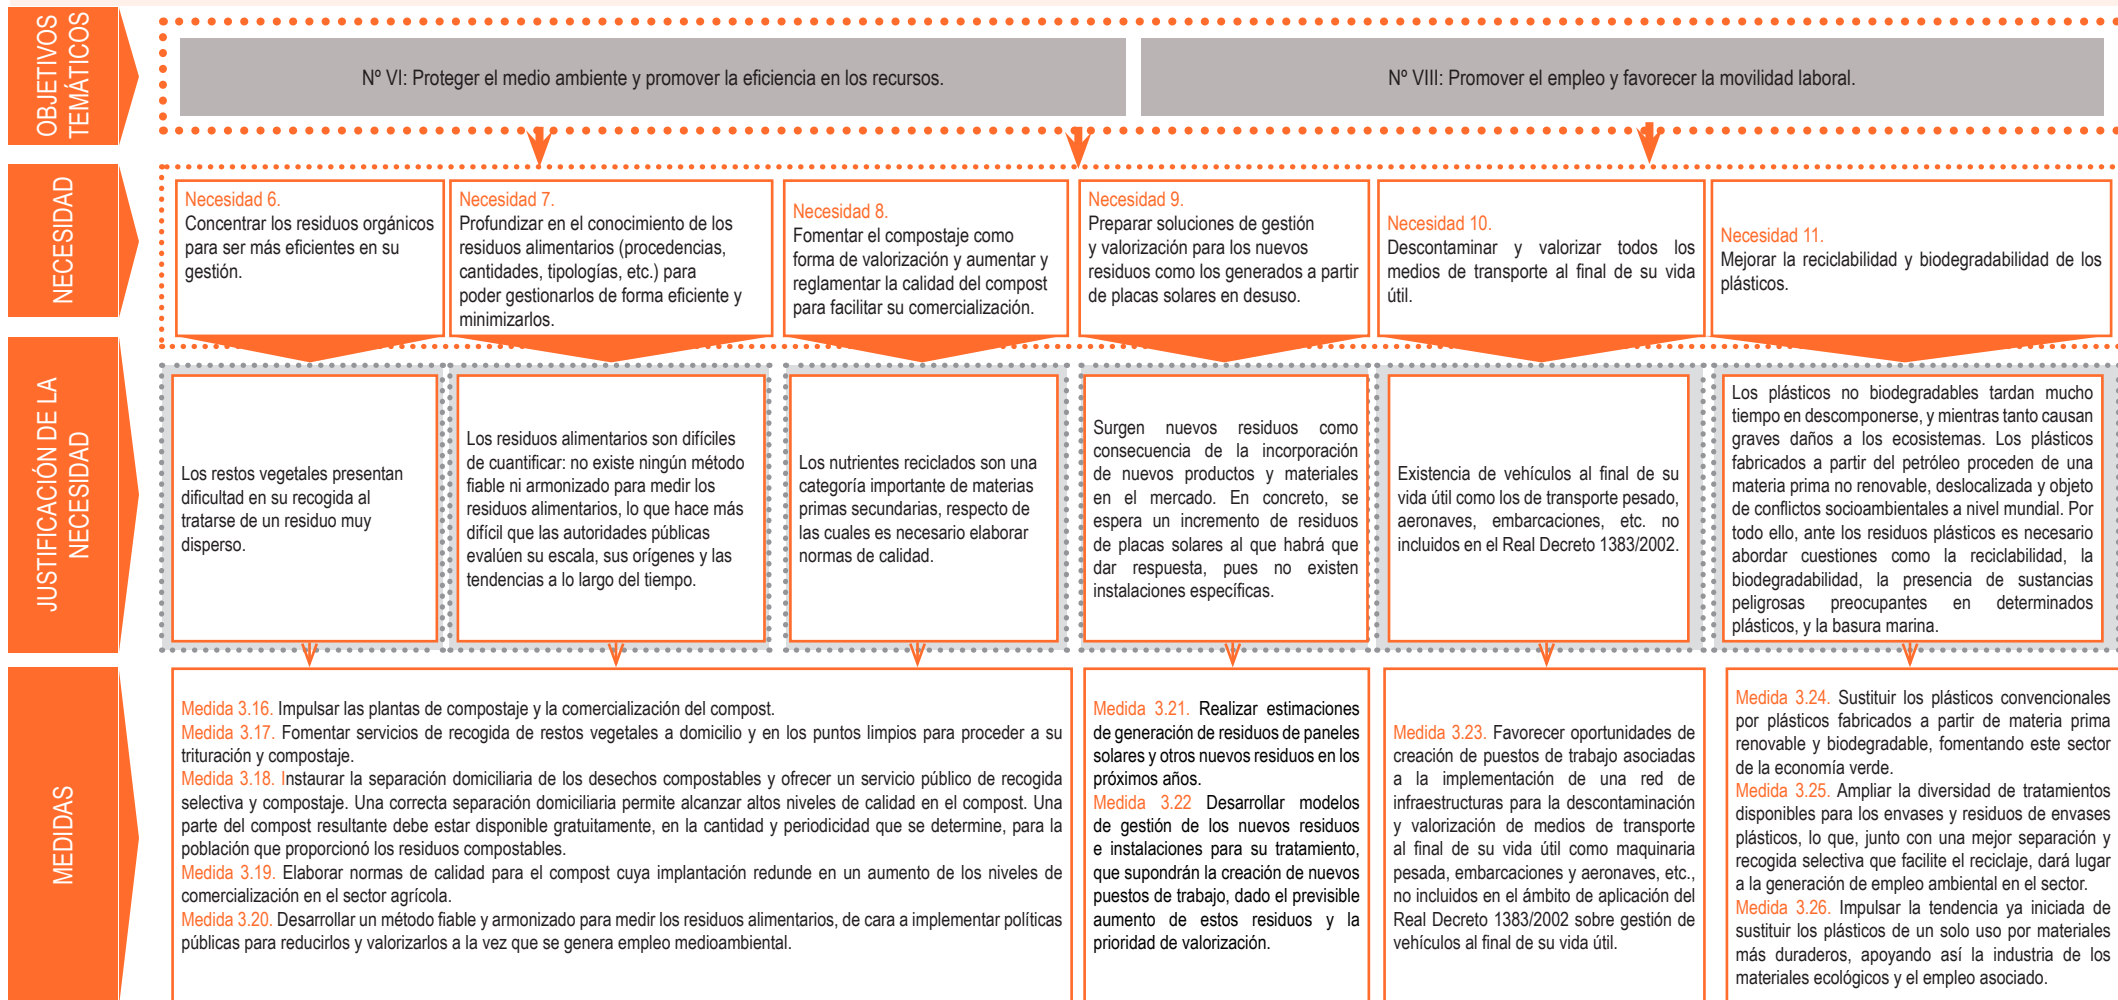 OBJETIVOS
TEMÁTICOS
Nº VI: Proteger el medio ambiente y promover la eficiencia en los recursos.
Nº VIII: Promover el empleo y favorecer la movilidad laboral.
NECESIDAD
Necesidad 6.
Concentrar los residuos orgánicos
para ser más eficientes en su
gestión.
Necesidad 7.
Profundizar en el conocimiento de los
residuos alimentarios (procedencias,
cantidades, tipologías, etc.) para
poder gestionarlos de forma eficiente y
minimizarlos.
Necesidad 8.
Fomentar el compostaje como
forma de valorización y aumentar y
reglamentar la calidad del compost
para facilitar su comercialización.
Necesidad 9.
Preparar soluciones de gestión
y valorización para los nuevos
residuos como los generados a partir
de placas solares en desuso.
Necesidad 10.
Descontaminar y valorizar todos los
medios de transporte al final de su vida
útil.
Necesidad 11.
Mejorar la reciclabilidad y biodegradabilidad de los
plásticos.
JUSTIFICACIÓN DE LA
NECESIDAD
Los restos vegetales presentan
dificultad en su recogida al
tratarse de un residuo muy
disperso.
Los residuos alimentarios son difíciles
de cuantificar: no existe ningún método
fiable ni armonizado para medir los
residuos alimentarios, lo que hace más
difícil que las autoridades públicas
evalúen su escala, sus orígenes y las
tendencias a lo largo del tiempo.
Los nutrientes reciclados son una
categoría importante de materias
primas secundarias, respecto de
las cuales es necesario elaborar
normas de calidad.
Surgen nuevos residuos como
consecuencia de la incorporación
de nuevos productos y materiales
en el mercado. En concreto, se
espera un incremento de residuos
de placas solares al que habrá que
dar respuesta, pues no existen
instalaciones específicas.
Existencia de vehículos al final de su
vida útil como los de transporte pesado,
aeronaves, embarcaciones, etc. no
incluidos en el Real Decreto 1383/2002.
Los plásticos no biodegradables tardan mucho
tiempo en descomponerse, y mientras tanto causan
graves daños a los ecosistemas. Los plásticos
fabricados a partir del petróleo proceden de una
materia prima no renovable, deslocalizada y objeto
de conflictos socioambientales a nivel mundial. Por
todo ello, ante los residuos plásticos es necesario
abordar cuestiones como la reciclabilidad, la
biodegradabilidad, la presencia de sustancias
peligrosas preocupantes en determinados
plásticos, y la basura marina.
MEDIDAS
Medida 3.16. Impulsar las plantas de compostaje y la comercialización del compost.
Medida 3.17. Fomentar servicios de recogida de restos vegetales a domicilio y en los puntos limpios para proceder a su
trituración y compostaje.
Medida 3.18. Instaurar la separación domiciliaria de los desechos compostables y ofrecer un servicio público de recogida
selectiva y compostaje. Una correcta separación domiciliaria permite alcanzar altos niveles de calidad en el compost. Una
parte del compost resultante debe estar disponible gratuitamente, en la cantidad y periodicidad que se determine, para la
población que proporcionó los residuos compostables.
Medida 3.19. Elaborar normas de calidad para el compost cuya implantación redunde en un aumento de los niveles de
comercialización en el sector agrícola.
Medida 3.20. Desarrollar un método fiable y armonizado para medir los residuos alimentarios, de cara a implementar políticas
públicas para reducirlos y valorizarlos a la vez que se genera empleo medioambiental.
Medida 3.21. Realizar estimaciones
de generación de residuos de paneles
solares y otros nuevos residuos en los
próximos años.
Medida 3.22 Desarrollar modelos
de gestión de los nuevos residuos
e instalaciones para su tratamiento,
que supondrán la creación de nuevos
puestos de trabajo, dado el previsible
aumento de estos residuos y la
prioridad de valorización.
Medida 3.23. Favorecer oportunidades de
creación de puestos de trabajo asociadas
a la implementación de una red de
infraestructuras para la descontaminación
y valorización de medios de transporte
al final de su vida útil como maquinaria
pesada, embarcaciones y aeronaves, etc.,
no incluidos en el ámbito de aplicación del
Real Decreto 1383/2002 sobre gestión de
vehículos al final de su vida útil.
Medida 3.24. Sustituir los plásticos convencionales
por plásticos fabricados a partir de materia prima
renovable y biodegradable, fomentando este sector
de la economía verde.
Medida 3.25. Ampliar la diversidad de tratamientos
disponibles para los envases y residuos de envases
plásticos, lo que, junto con una mejor separación y
recogida selectiva que facilite el reciclaje, dará lugar
a la generación de empleo ambiental en el sector.
Medida 3.26. Impulsar la tendencia ya iniciada de
sustituir los plásticos de un solo uso por materiales
más duraderos, apoyando así la industria de los
materiales ecológicos y el empleo asociado.